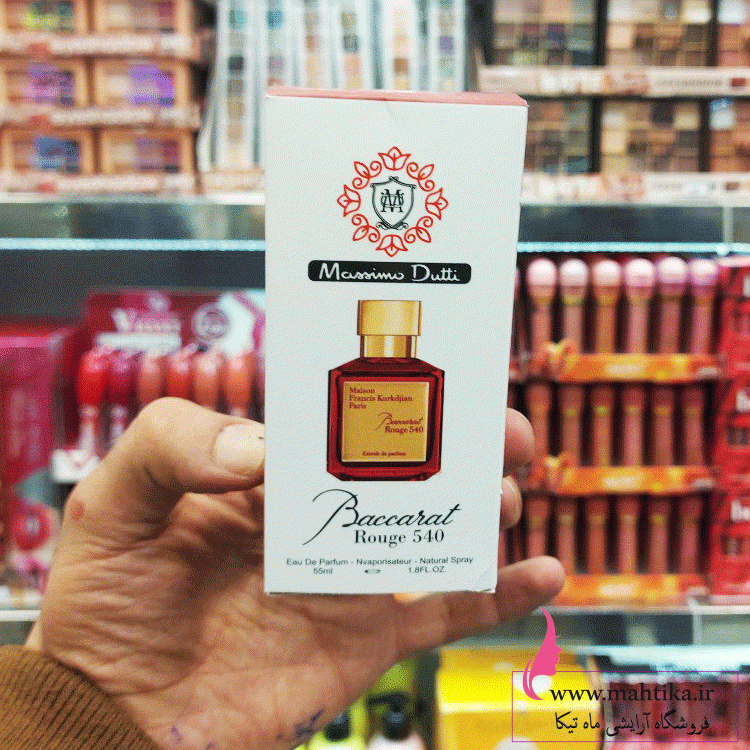 Massimo Dutti
Maison
Francis Kurkdjian
Paris
Baccarat
Rouge 540
Extrait de parfum
Baccarat
Rouge 540
Eau De Parfum - Nvaporisateur - Natural Spray
55ml 1.8FL.OZ.
www.mahtika.ir
فروشگاه آرایشی ماه تیکا